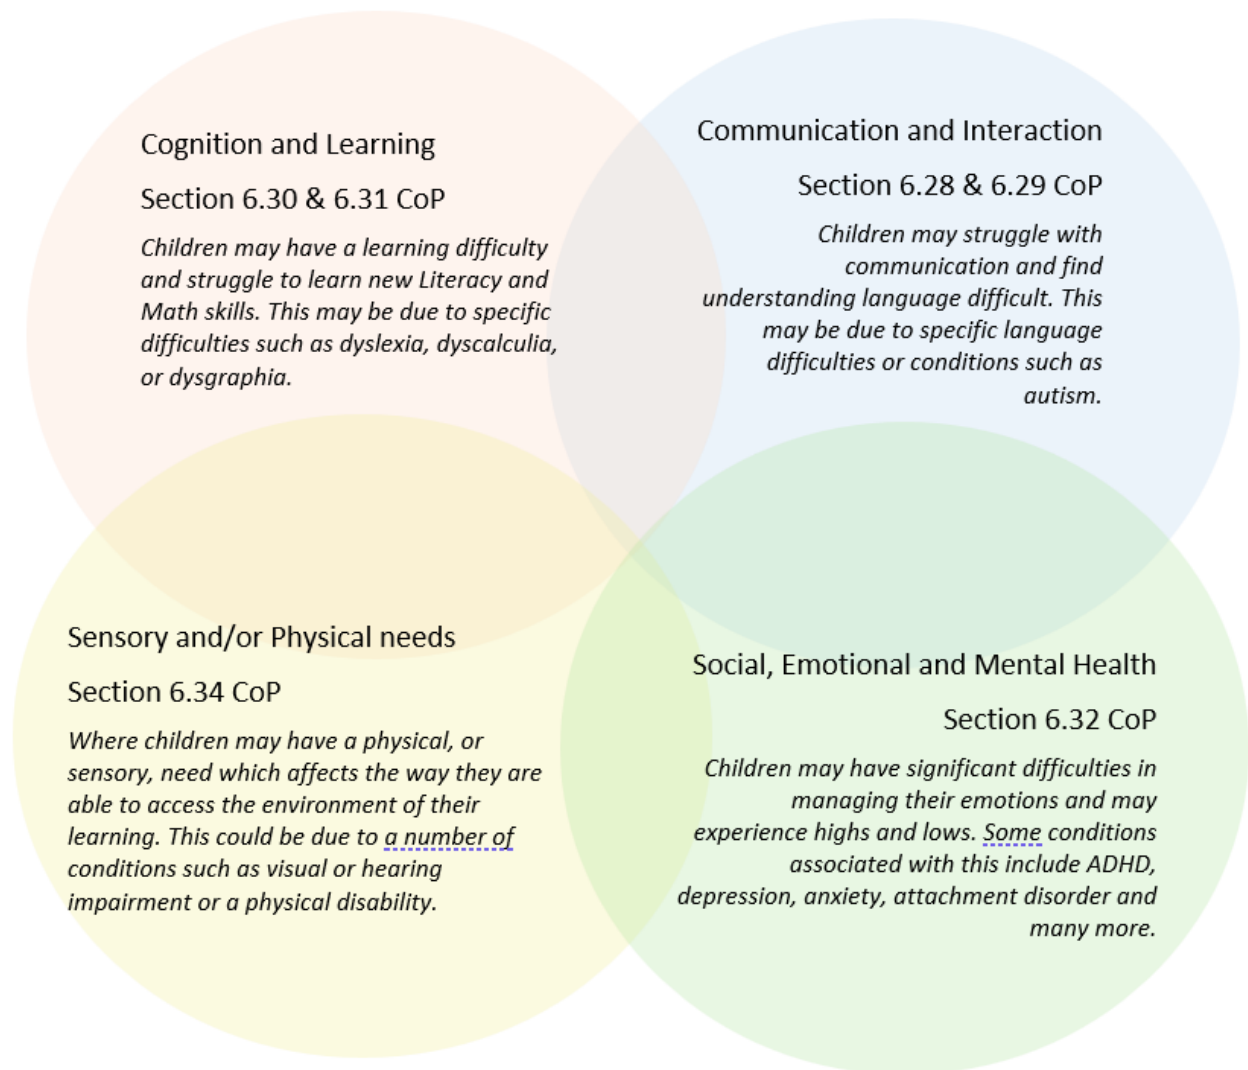 Cognition and Learning
Section 6.30 & 6.31 CoP
Children may have a learning difficulty
and struggle to learn new Literacy and
Math skills. This may be due to specific
difficulties such as dyslexia, dyscalculia,
or dysgraphia.
Communication and Interaction
Section 6.28 & 6.29 CoP
Children may struggle with
communication and find
understanding language difficult. This
may be due to specific language
difficulties or conditions such as
autism.
Sensory and/or Physical needs
Section 6.34 CoP
Where children may have a physical, or
sensory, need which affects the way they are
able to access the environment of their
learning. This could be due to a number of
conditions such as visual or hearing
impairment or a physical disability.
Social, Emotional and Mental Health
Section 6.32 CoP
Children may have significant difficulties in
managing their emotions and may
experience highs and lows. Some conditions
associated with this include ADHD,
depression, anxiety, attachment disorder and
many more.